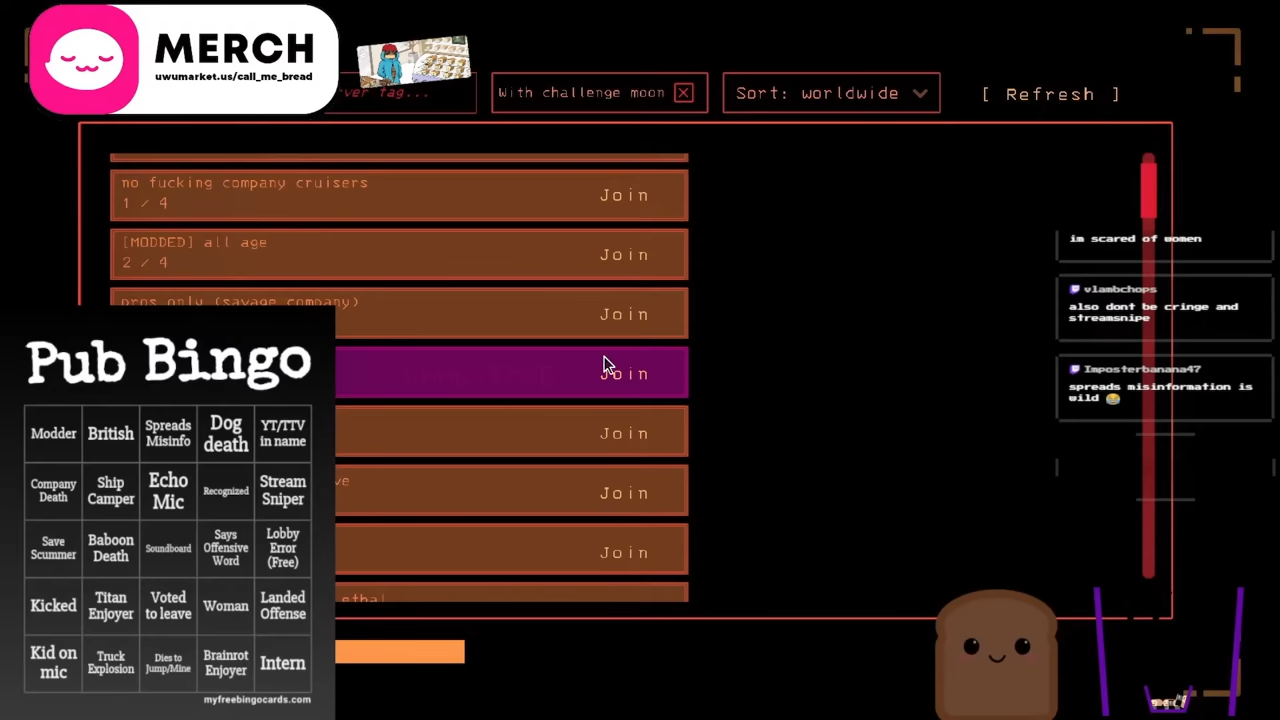 MERCH
uwumarket.us/call_me_bread
ver tag...
With challenge moon
Sort: worldwide
[ Refresh ]
no fucking company cruisers
1 / 4
Join
[MODDED] all age
2 / 4
Join
pros only (savage company)
Join
Join
Join
ve
Join
Join
ethal
im scared of women
vlambchops
also dont be cringe and
streamsnipe
Imposterbanana47
spreads misinformation is
wild 😂
Pub Bingo
Modder British Spreads Misinfo Dog death YT/TTV in name
Company Death Ship Camper Echo Mic Recognized Stream Sniper
Save Scummer Baboon Death Soundboard Says Offensive Word Lobby Error (Free)
Kicked Titan Enjoyer Voted to leave Woman Landed Offense
Kid on mic Truck Explosion Dies to Jump/Mine Brainrot Enjoyer Intern
myfreebingocards.com